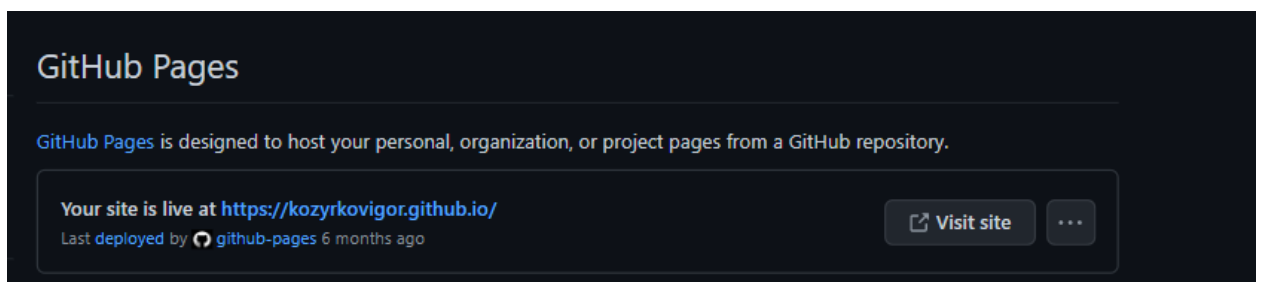 GitHub Pages
GitHub Pages is designed to host your personal, organization, or project pages from a GitHub repository.
Your site is live at https://kozyrkovigor.github.io/
Last deployed by github-pages 6 months ago
Visit site